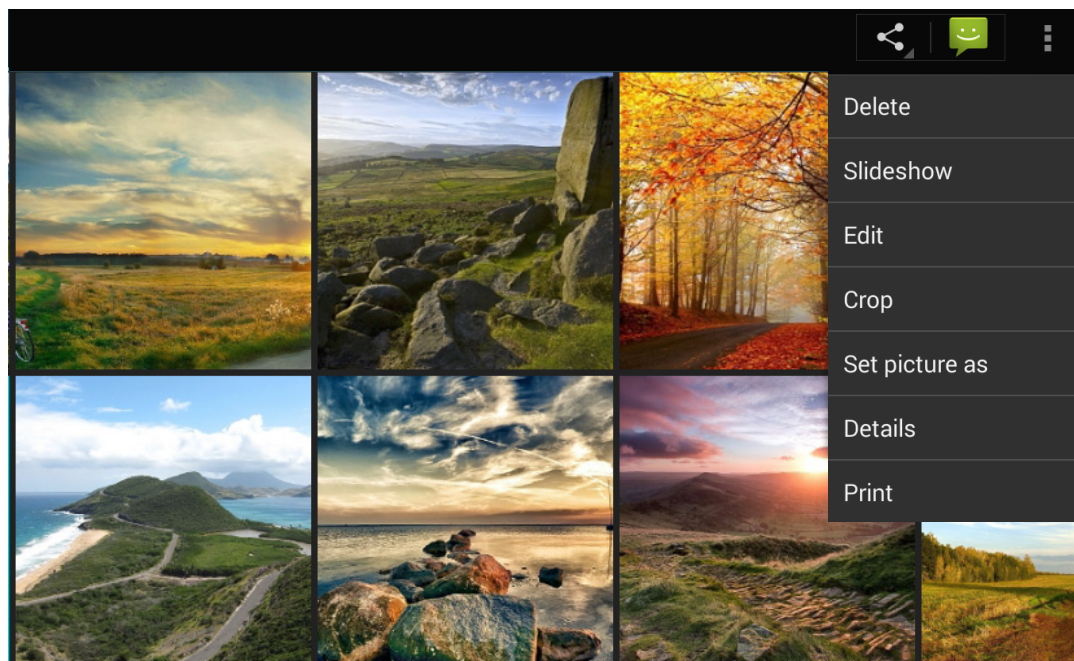 Delete
Slideshow
Edit
Crop
Set picture as
Details
Print